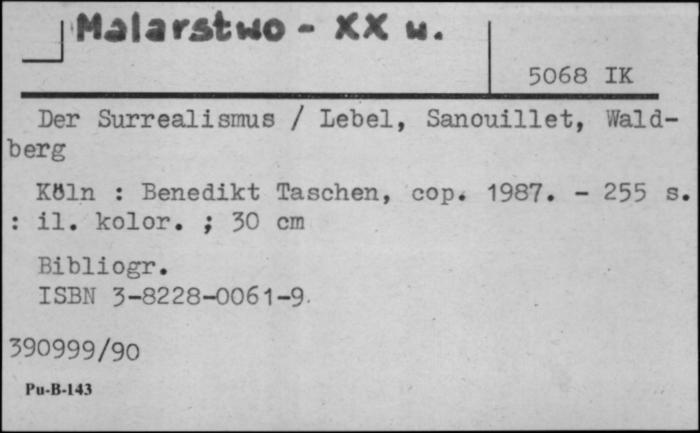 Malarstwo - XX w.
5068 IK
Der Surrealismus / Lebel, Sanouillet, Wald-
berg
Köln : Benedikt Taschen, cop. 1987. - 255 s.
: il. kolor. ; 30 cm
Bibliogr.
ISBN 3-8228-0061-9.
390999/90
Pu-B-143